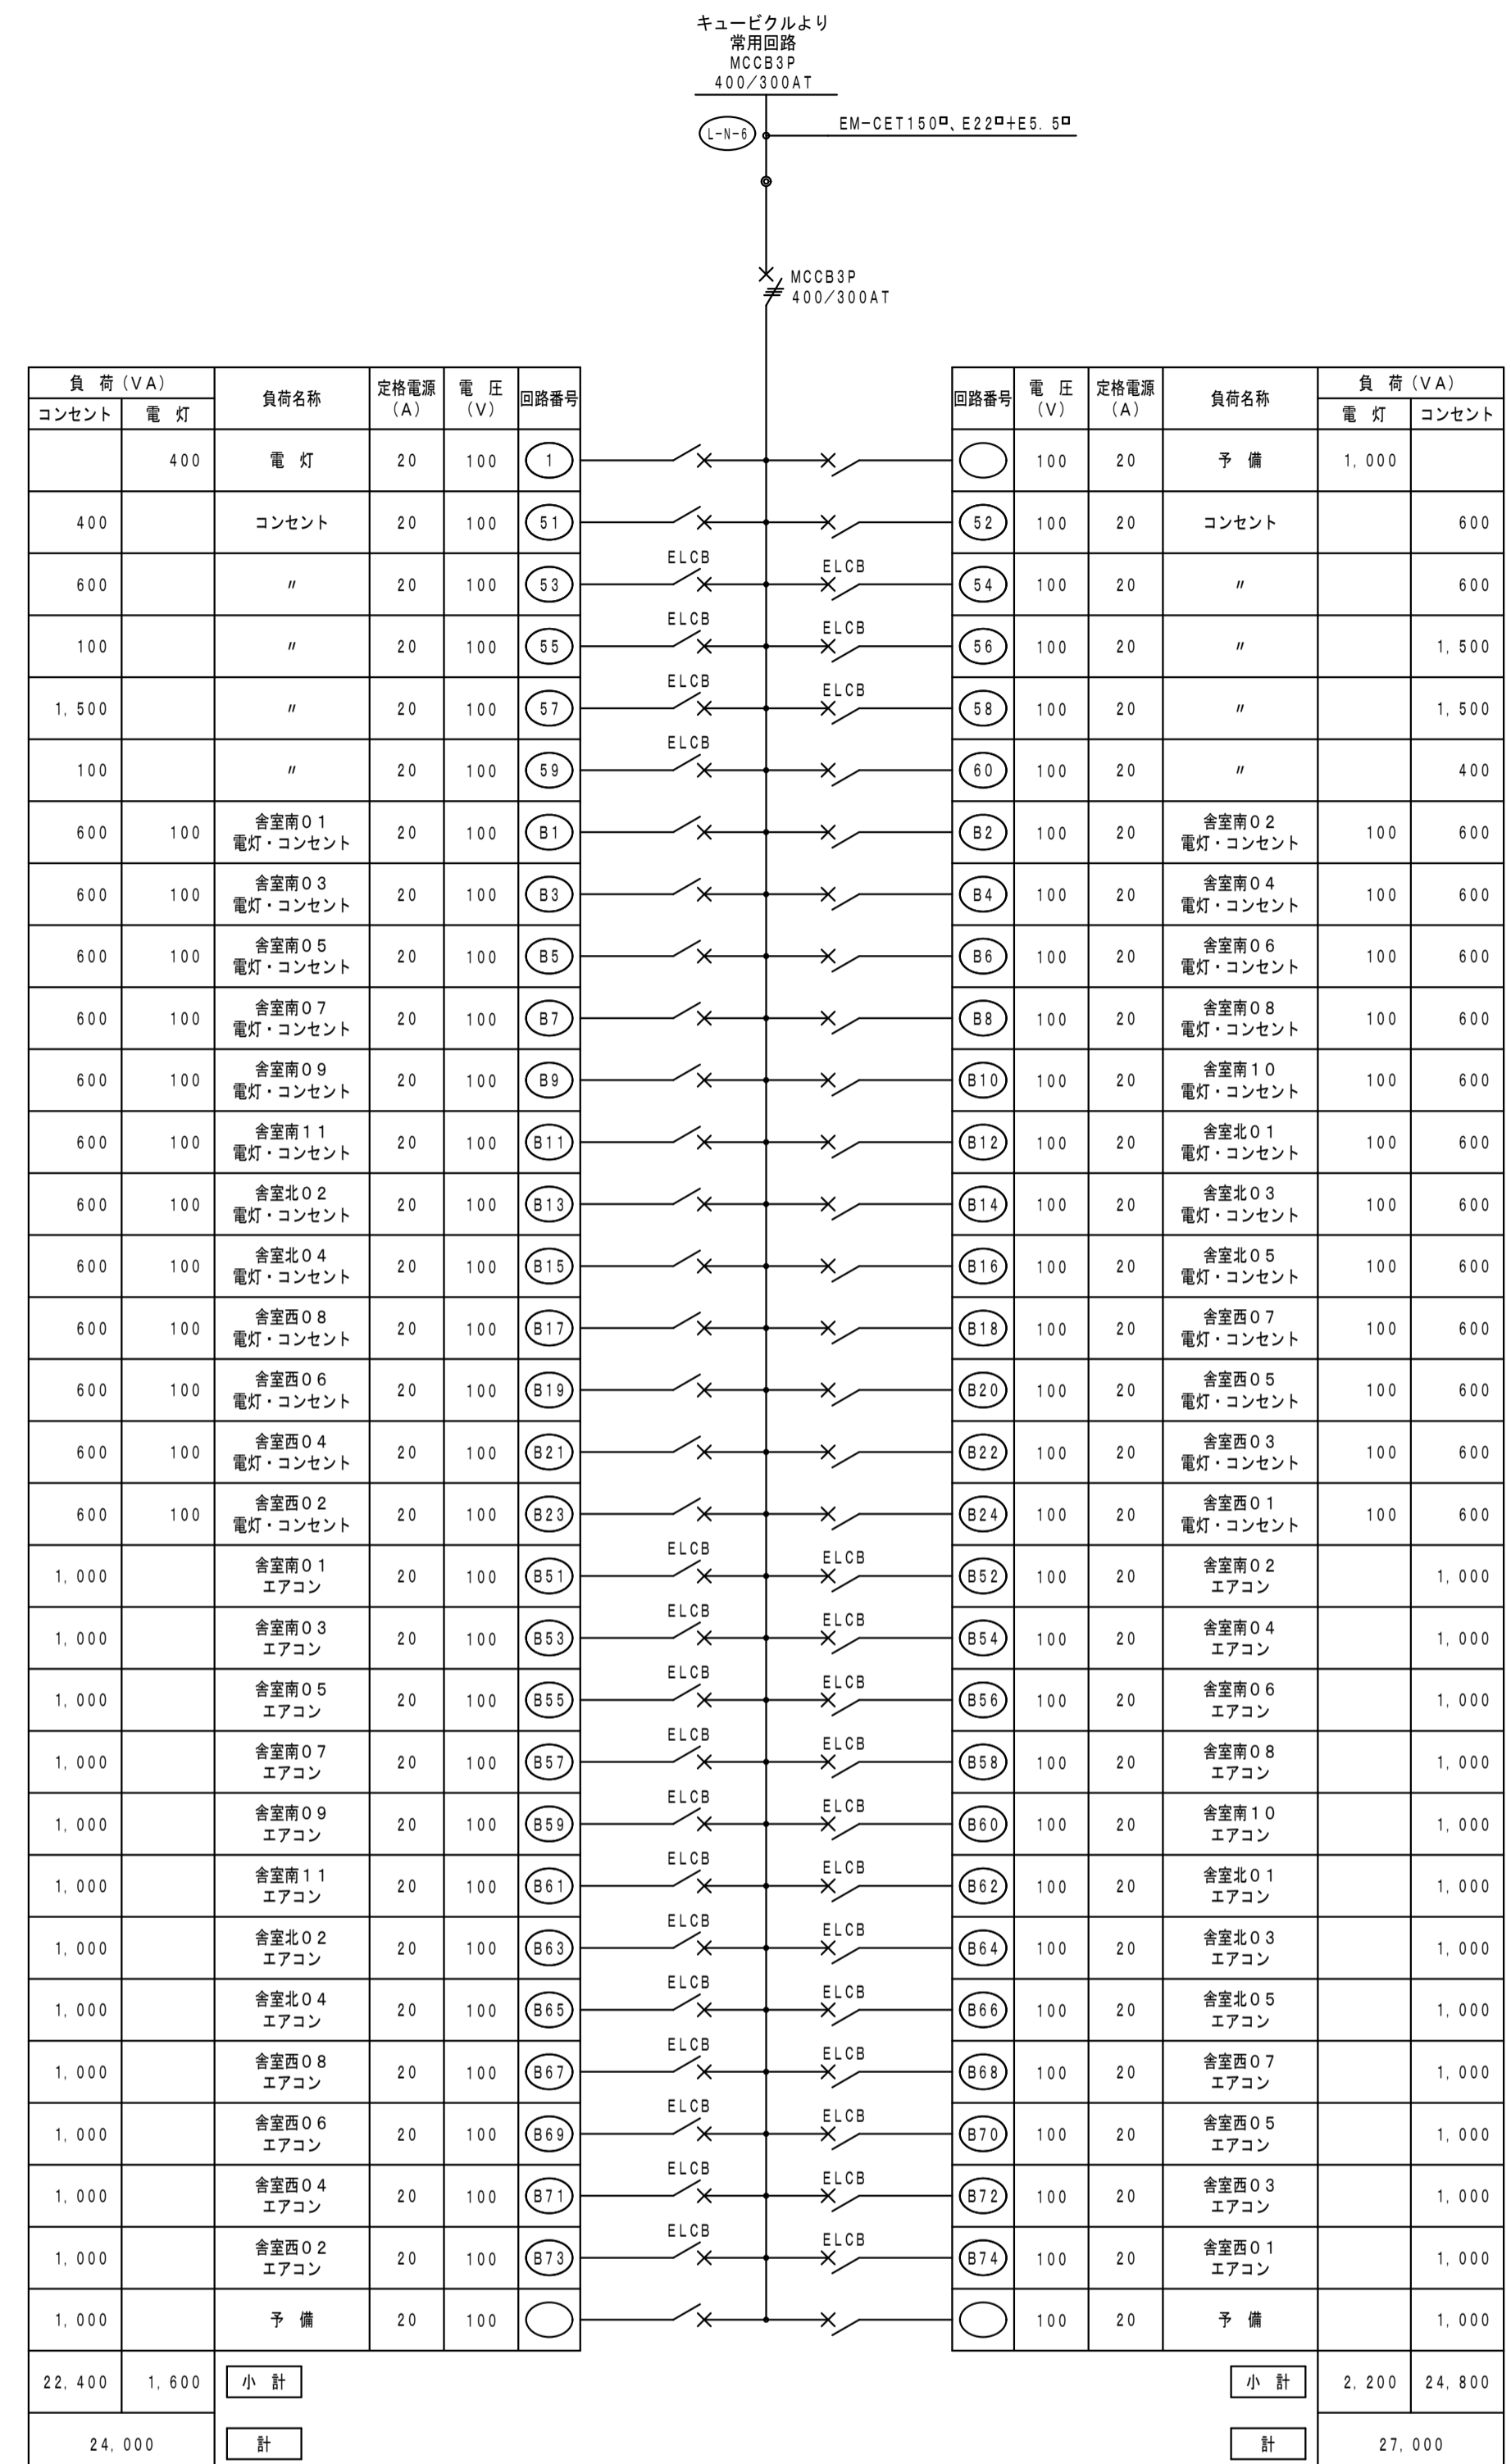 キュービクルより
常用回路
MCCB3P
400/300AT
L-N-6
EM-CET150□、E22□+E5.5□
MCCB3P
400/300AT
負 荷(VA) 負荷名称 定格電源(A) 電 圧(V) 回路番号 回路番号 電 圧(V) 定格電源(A) 負荷名称 負 荷(VA)
コンセント 電 灯 電 灯 コンセント
400 電 灯 20 100 1 100 20 予 備 1,000
400 コンセント 20 100 51 52 100 20 コンセント 600
600 〃 20 100 53 ELCB ELCB 54 100 20 〃 600
100 〃 20 100 55 ELCB ELCB 56 100 20 〃 1,500
1,500 〃 20 100 57 ELCB ELCB 58 100 20 〃 1,500
100 〃 20 100 59 ELCB 60 100 20 〃 400
600 100 舎室南01 電灯・コンセント 20 100 B1 B2 100 20 舎室南02 電灯・コンセント 100 600
600 100 舎室南03 電灯・コンセント 20 100 B3 B4 100 20 舎室南04 電灯・コンセント 100 600
600 100 舎室南05 電灯・コンセント 20 100 B5 B6 100 20 舎室南06 電灯・コンセント 100 600
600 100 舎室南07 電灯・コンセント 20 100 B7 B8 100 20 舎室南08 電灯・コンセント 100 600
600 100 舎室南09 電灯・コンセント 20 100 B9 B10 100 20 舎室南10 電灯・コンセント 100 600
600 100 舎室南11 電灯・コンセント 20 100 B11 B12 100 20 舎室北01 電灯・コンセント 100 600
600 100 舎室北02 電灯・コンセント 20 100 B13 B14 100 20 舎室北03 電灯・コンセント 100 600
600 100 舎室北04 電灯・コンセント 20 100 B15 B16 100 20 舎室北05 電灯・コンセント 100 600
600 100 舎室西08 電灯・コンセント 20 100 B17 B18 100 20 舎室西07 電灯・コンセント 100 600
600 100 舎室西06 電灯・コンセント 20 100 B19 B20 100 20 舎室西05 電灯・コンセント 100 600
600 100 舎室西04 電灯・コンセント 20 100 B21 B22 100 20 舎室西03 電灯・コンセント 100 600
600 100 舎室西02 電灯・コンセント 20 100 B23 B24 100 20 舎室西01 電灯・コンセント 100 600
1,000 舎室南01 エアコン 20 100 B51 ELCB ELCB B52 100 20 舎室南02 エアコン 1,000
1,000 舎室南03 エアコン 20 100 B53 ELCB ELCB B54 100 20 舎室南04 エアコン 1,000
1,000 舎室南05 エアコン 20 100 B55 ELCB ELCB B56 100 20 舎室南06 エアコン 1,000
1,000 舎室南07 エアコン 20 100 B57 ELCB ELCB B58 100 20 舎室南08 エアコン 1,000
1,000 舎室南09 エアコン 20 100 B59 ELCB ELCB B60 100 20 舎室南10 エアコン 1,000
1,000 舎室南11 エアコン 20 100 B61 ELCB ELCB B62 100 20 舎室北01 エアコン 1,000
1,000 舎室北02 エアコン 20 100 B63 ELCB ELCB B64 100 20 舎室北03 エアコン 1,000
1,000 舎室北04 エアコン 20 100 B65 ELCB ELCB B66 100 20 舎室北05 エアコン 1,000
1,000 舎室西08 エアコン 20 100 B67 ELCB ELCB B68 100 20 舎室西07 エアコン 1,000
1,000 舎室西06 エアコン 20 100 B69 ELCB ELCB B70 100 20 舎室西05 エアコン 1,000
1,000 舎室西04 エアコン 20 100 B71 ELCB ELCB B72 100 20 舎室西03 エアコン 1,000
1,000 舎室西02 エアコン 20 100 B73 ELCB ELCB B74 100 20 舎室西01 エアコン 1,000
1,000 予 備 20 100 100 20 予 備 1,000
22,400 1,600 小 計 小 計 2,200 24,800
24,000 計 計 27,000